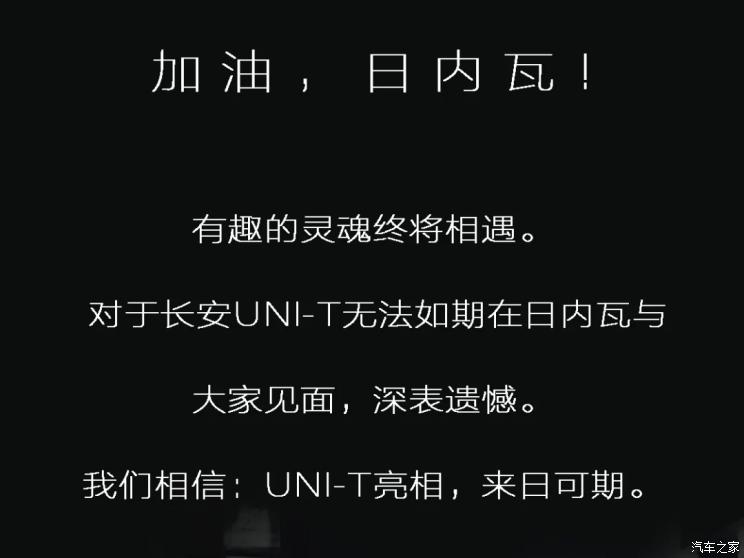 加油，日内瓦！
有趣的灵魂终将相遇。
对于长安UNI-T无法如期在日内瓦与
大家见面，深表遗憾。
我们相信：UNI-T亮相，来日可期。
汽车之家